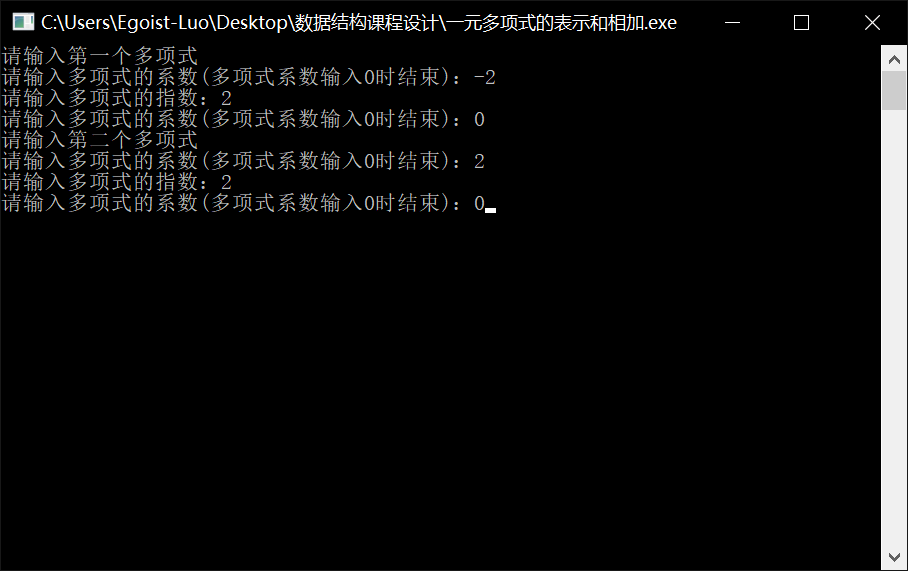 C:\Users\Egoist-Luo\Desktop\数据结构课程设计\一元多项式的表示和相加.exe
请输入第一个多项式
请输入多项式的系数(多项式系数输入0时结束): -2
请输入多项式的指数: 2
请输入多项式的系数(多项式系数输入0时结束): 0
请输入第二个多项式
请输入多项式的系数(多项式系数输入0时结束): 2
请输入多项式的指数: 2
请输入多项式的系数(多项式系数输入0时结束): 0